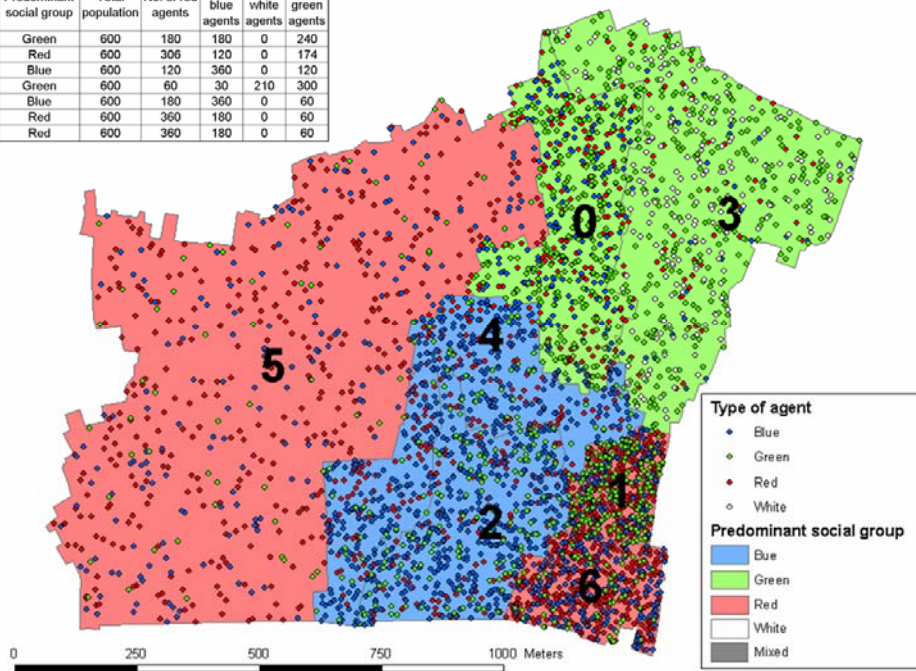 social group population agents blue white green
agents agents agents
Green 600 180 180 0 240
Red 600 306 120 0 174
Blue 600 120 360 0 120
Green 600 60 30 210 300
Blue 600 180 360 0 60
Red 600 360 180 0 60
Red 600 360 180 0 60
0
3
4
5
1
2
6
Type of agent
Blue
Green
Red
White
Predominant social group
Bue
Green
Red
White
Mixed
0 250 500 750 1000 Meters